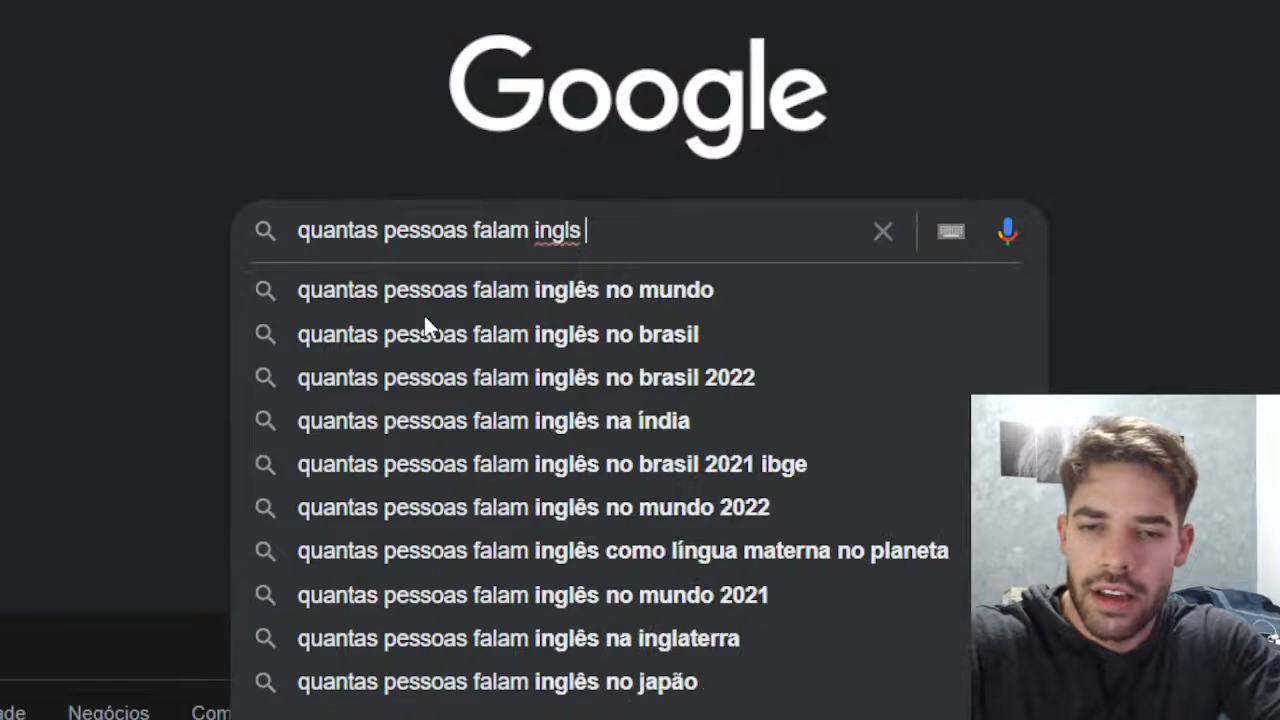 Google
quantas pessoas falam ingls
quantas pessoas falam inglês no mundo
quantas pessoas falam inglês no brasil
quantas pessoas falam inglês no brasil 2022
quantas pessoas falam inglês na índia
quantas pessoas falam inglês no brasil 2021 ibge
quantas pessoas falam inglês no mundo 2022
quantas pessoas falam inglês como língua materna no planeta
quantas pessoas falam inglês no mundo 2021
quantas pessoas falam inglês na inglaterra
quantas pessoas falam inglês no japão
ade Negócios Com